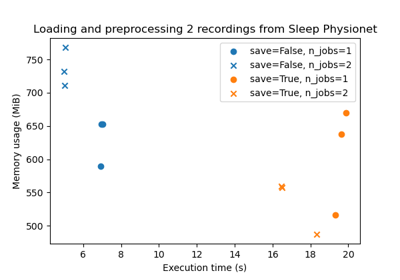 Loading and preprocessing 2 recordings from Sleep Physionet
save=False, n_jobs=1
save=False, n_jobs=2
save=True, n_jobs=1
save=True, n_jobs=2
Memory usage (MiB)
750
700
650
600
550
500
6 8 10 12 14 16 18 20
Execution time (s)